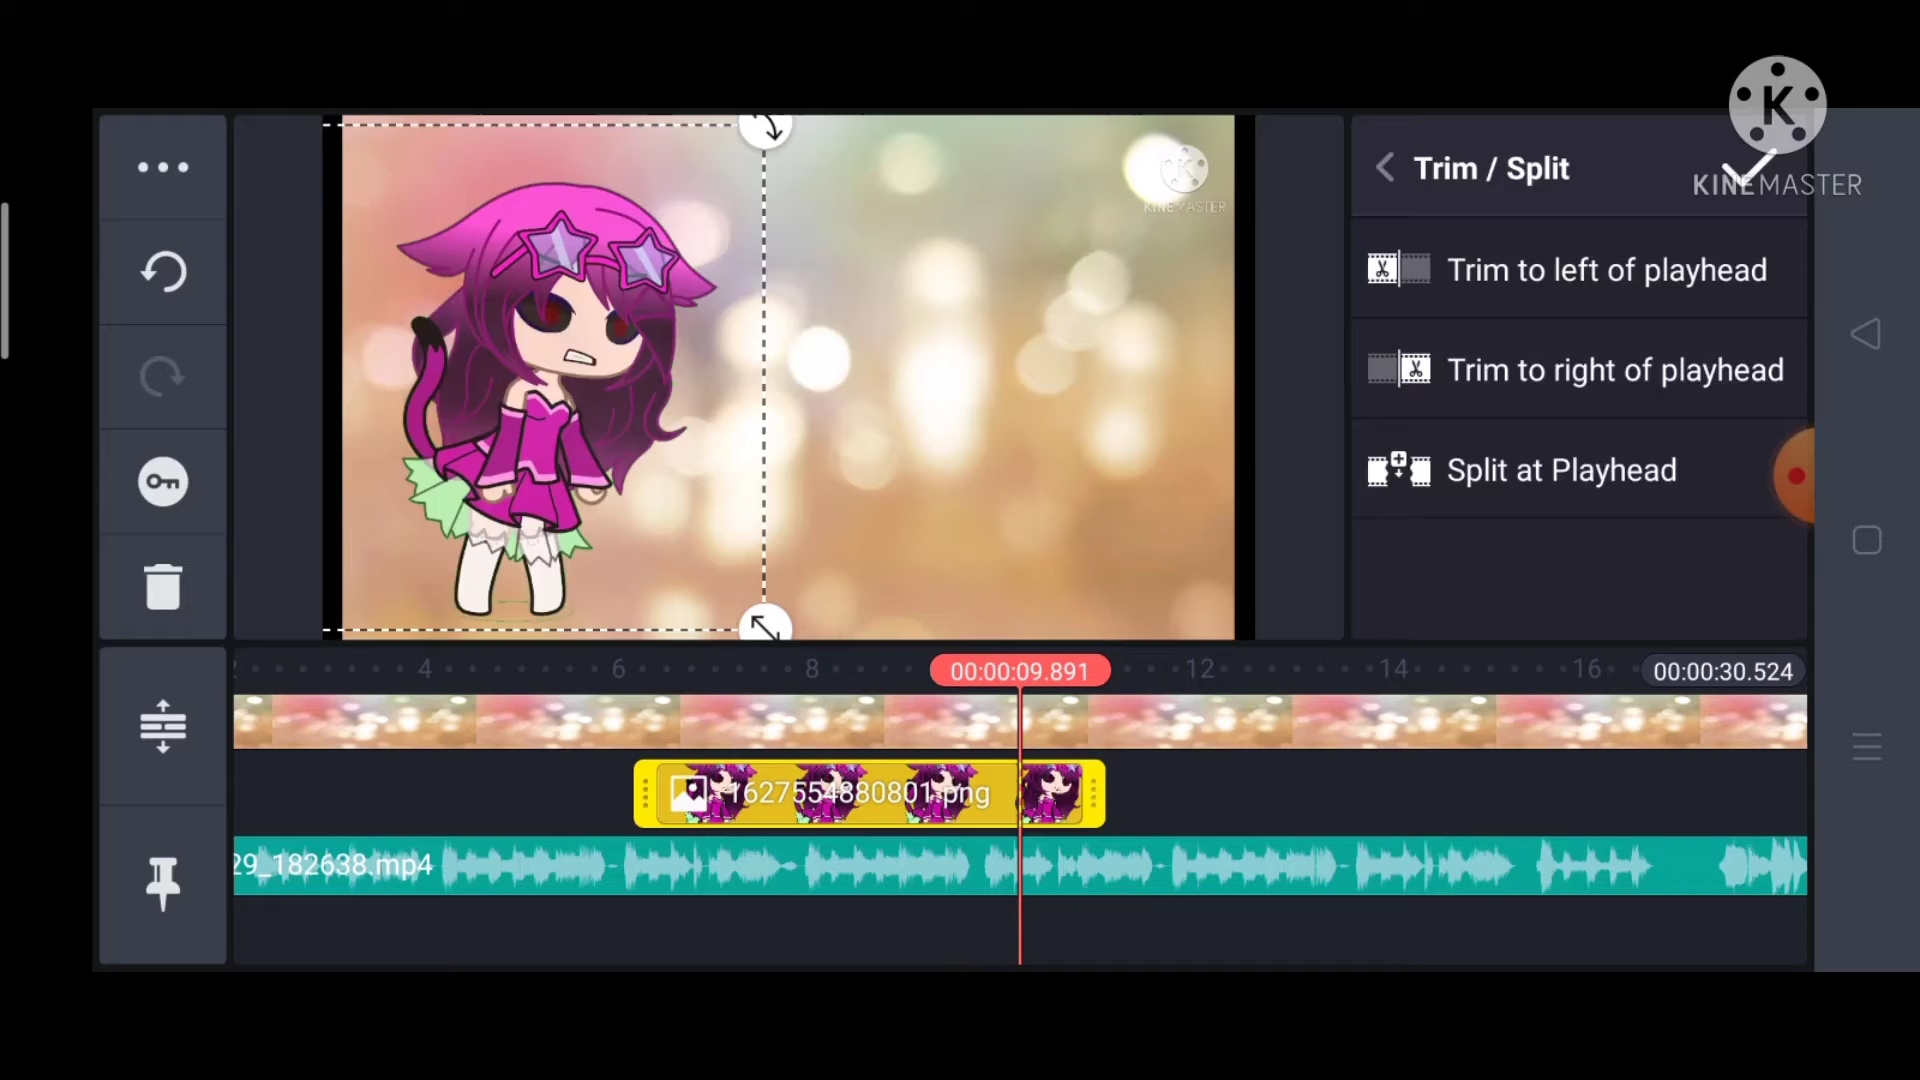 K
KINEMASTER
Trim / Split
KINEMASTER
Trim to left of playhead
Trim to right of playhead
Split at Playhead
4 6 8 00:00:09.891 12 14 16 00:00:30.524
1627554880801.png
29_182638.mp4